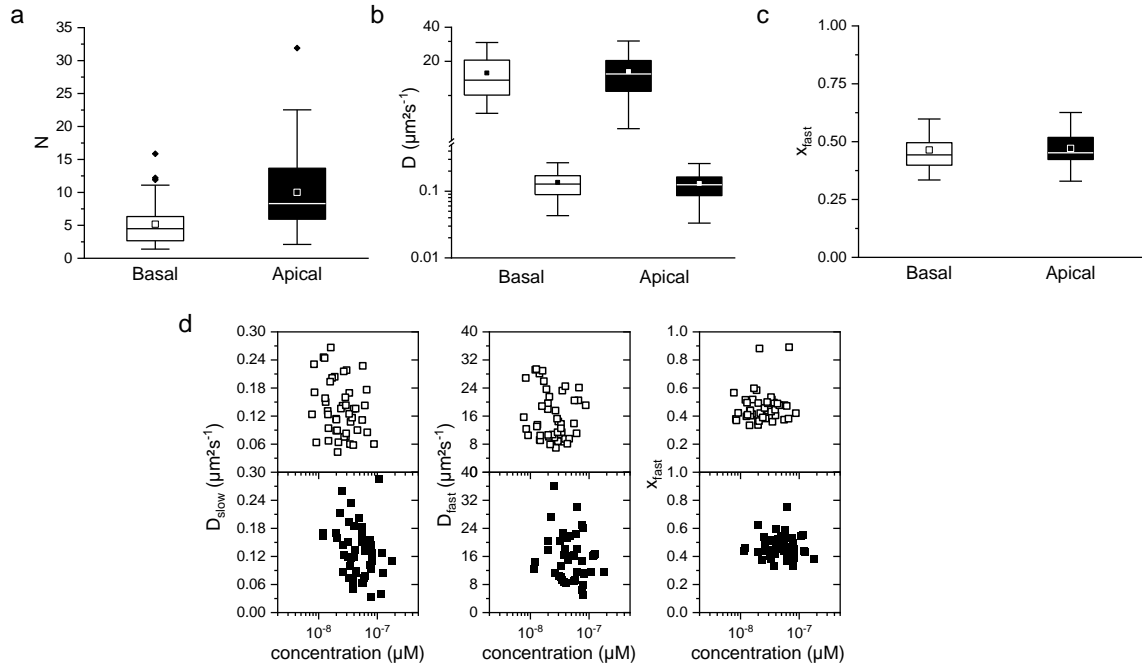 a
b
c
35
30
25
20
15
10
5
0
N
Basal
Apical
40
20
0.1
0.01
D (µm²s⁻¹)
Basal
Apical
1.00
0.75
0.50
0.25
0.00
x_fast
Basal
Apical
d
0.30
0.24
0.18
0.12
0.06
0.30
0.24
0.18
0.12
0.06
0.00
D_slow (µm²s⁻¹)
10⁻⁸
10⁻⁷
concentration (µM)
40
32
24
16
8
40
32
24
16
8
0
D_fast (µm²s⁻¹)
10⁻⁸
10⁻⁷
concentration (µM)
1.0
0.8
0.6
0.4
0.2
1.0
0.8
0.6
0.4
0.2
0.0
x_fast
10⁻⁸
10⁻⁷
concentration (µM)